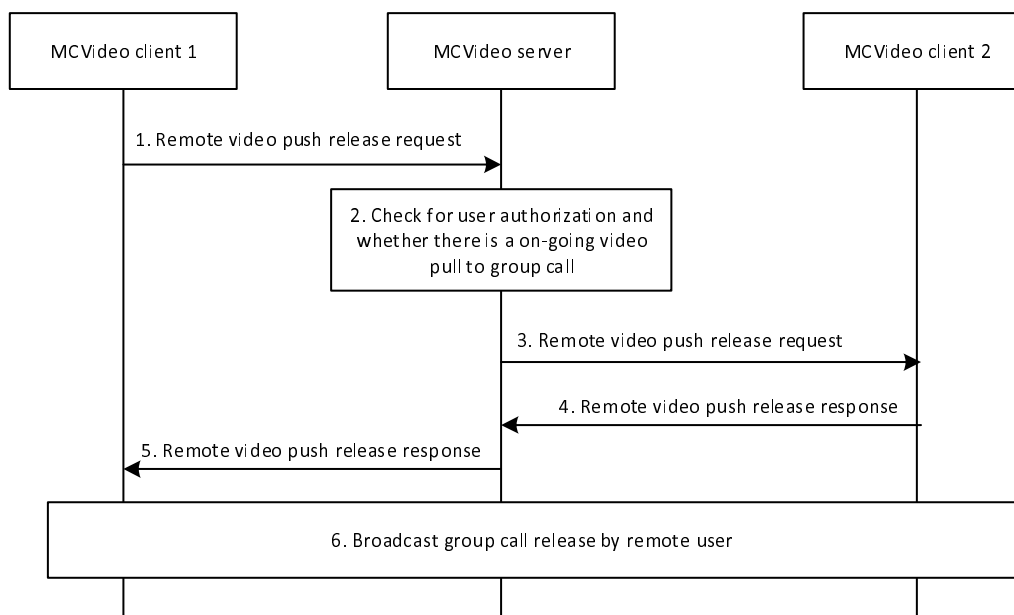 MCVideo client 1
MCVideo server
MCVideo client 2
1. Remote video push release request
2. Check for user authorization and
whether there is a on-going video
pull to group call
3. Remote video push release request
4. Remote video push release response
5. Remote video push release response
6. Broadcast group call release by remote user